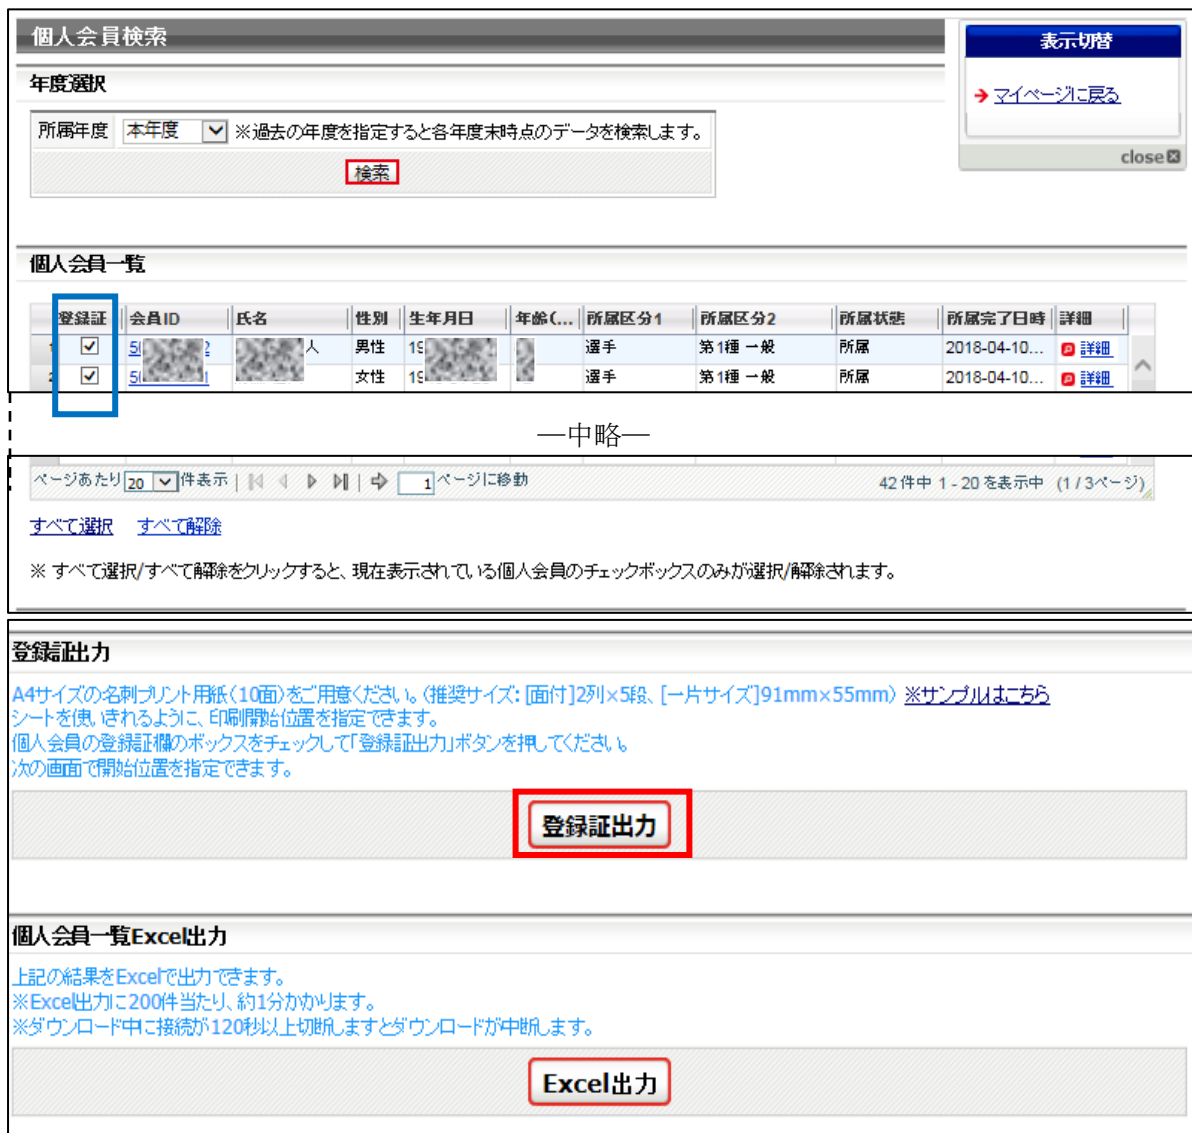 個人会員検索
表示切替
年度選択
マイページに戻る
所属年度 本年度 ※過去の年度を指定すると各年度末時点のデータを検索します。
close
検索
個人会員一覧
登録証 会員ID 氏名 性別 生年月日 年齢(... 所属区分1 所属区分2 所属状態 所属完了日時 詳細
1 5 2 人 男性 19 選手 第1種 一般 所属 2018-04-10... 詳細
2 5 1 女性 19 選手 第1種 一般 所属 2018-04-10... 詳細
―中略―
ページあたり 20 件表示 | | 1 ページに移動 42 件中 1 - 20 を表示中 (1 / 3ページ)
すべて選択 すべて解除
※ すべて選択/すべて解除をクリックすると、現在表示されている個人会員のチェックボックスのみが選択/解除されます。
登録証出力
A4サイズの名刺プリント用紙(10面)をご用意ください。(推奨サイズ: [面付]2列×5段、[一片サイズ]91mm×55mm) ※サンプルはこちら
シートを使いきれるように、印刷開始位置を指定できます。
個人会員の登録証欄のボックスをチェックして「登録証出力」ボタンを押してください。
次の画面で開始位置を指定できます。
登録証出力
個人会員一覧Excel出力
上記の結果をExcelで出力できます。
※Excel出力に200件当たり、約1分かかります。
※ダウンロード中に接続が120秒以上切断しますとダウンロードが中断します。
Excel出力